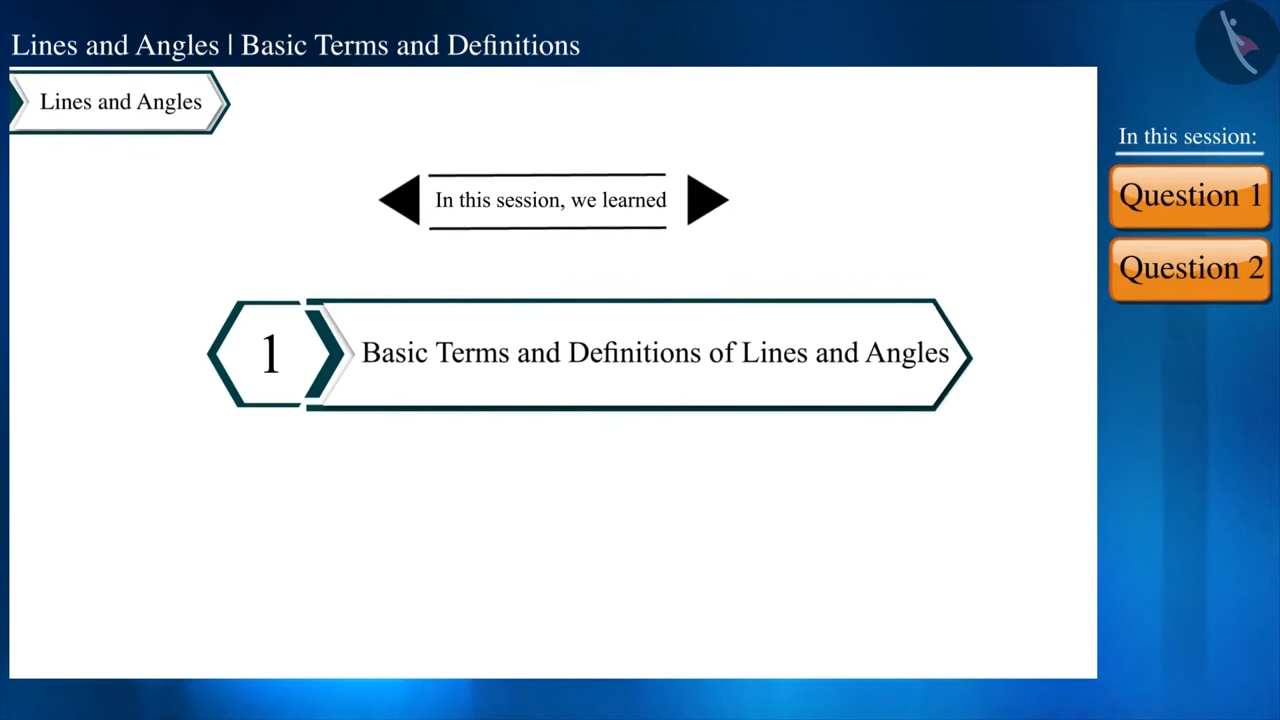 Lines and Angles | Basic Terms and Definitions
Lines and Angles
In this session:
Question 1
Question 2
In this session, we learned
1
Basic Terms and Definitions of Lines and Angles